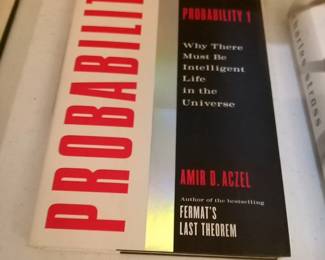 PROBABILIT
PROBABILITY 1
Why There
Must Be
Intelligent
Life
in the
Universe
AMIR D. ACZEL
Author of the bestselling
FERMAT'S
LAST THEOREM